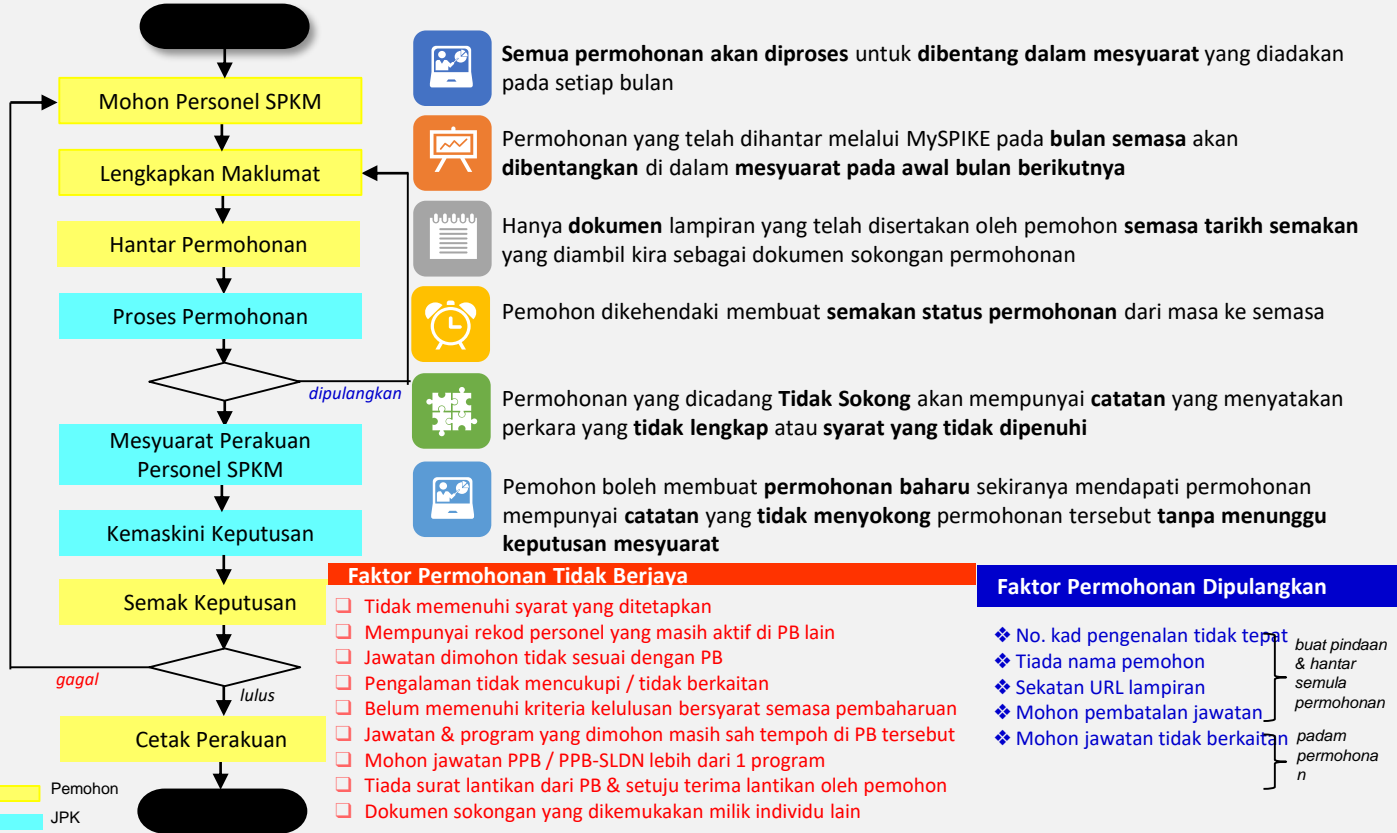 Mohon Personel SPKM
Lengkapkan Maklumat
Hantar Permohonan
Proses Permohonan
dipulangkan
Mesyuarat Perakuan
Personel SPKM
Kemaskini Keputusan
Semak Keputusan
gagal
lulus
Cetak Perakuan
Pemohon
JPK
Semua permohonan akan diproses untuk dibentang dalam mesyuarat yang diadakan
pada setiap bulan
Permohonan yang telah dihantar melalui MySPIKE pada bulan semasa akan
dibentangkan di dalam mesyuarat pada awal bulan berikutnya
Hanya dokumen lampiran yang telah disertakan oleh pemohon semasa tarikh semakan
yang diambil kira sebagai dokumen sokongan permohonan
Pemohon dikehendaki membuat semakan status permohonan dari masa ke semasa
Permohonan yang dicadang Tidak Sokong akan mempunyai catatan yang menyatakan
perkara yang tidak lengkap atau syarat yang tidak dipenuhi
Pemohon boleh membuat permohonan baharu sekiranya mendapati permohonan
mempunyai catatan yang tidak menyokong permohonan tersebut tanpa menunggu
keputusan mesyuarat
Faktor Permohonan Tidak Berjaya
❑ Tidak memenuhi syarat yang ditetapkan
❑ Mempunyai rekod personel yang masih aktif di PB lain
❑ Jawatan dimohon tidak sesuai dengan PB
❑ Pengalaman tidak mencukupi / tidak berkaitan
❑ Belum memenuhi kriteria kelulusan bersyarat semasa pembaharuan
❑ Jawatan & program yang dimohon masih sah tempoh di PB tersebut
❑ Mohon jawatan PPB / PPB-SLDN lebih dari 1 program
❑ Tiada surat lantikan dari PB & setuju terima lantikan oleh pemohon
❑ Dokumen sokongan yang dikemukakan milik individu lain
Faktor Permohonan Dipulangkan
❖ No. kad pengenalan tidak tepat
❖ Tiada nama pemohon
❖ Sekatan URL lampiran
❖ Mohon pembatalan jawatan
❖ Mohon jawatan tidak berkaitan
buat pindaan
& hantar
semula
permohonan
padam
permohona
n